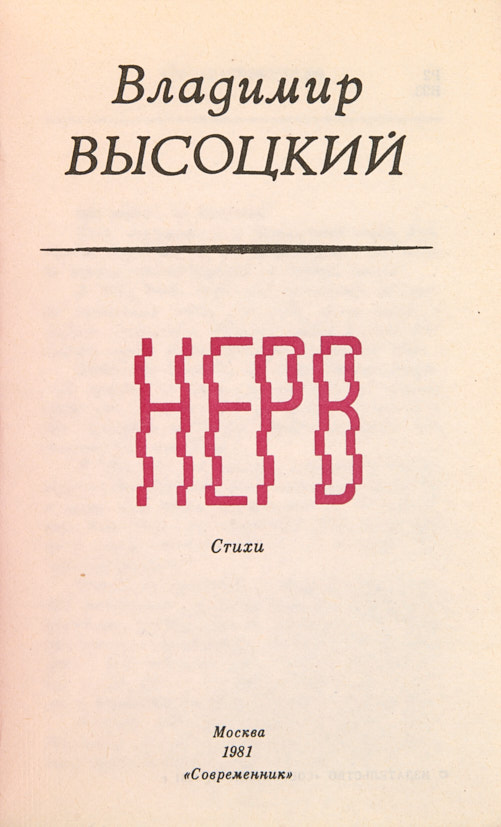 Владимир
ВЫСОЦКИЙ
НЕРВ
Стихи
Москва
1981
«Современник»